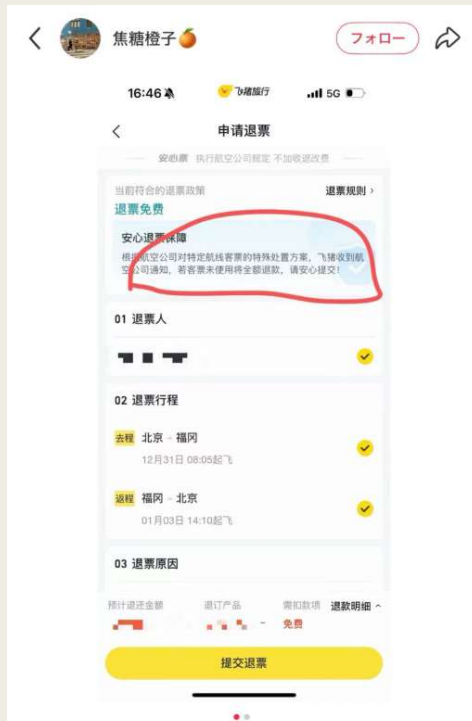 焦糖橙子🍊
フォロー
16:46
飞猪旅行
5G
申请退票
安心票 执行航空公司规定 不加收退改费
当前符合的退票政策
退票规则 >
退票免费
安心退票保障
根据航空公司对特定航线客票的特殊处置方案，飞猪收到航
空公司通知，若客票未使用将全额退款，请安心提交！
01 退票人
02 退票行程
去程 北京 - 福冈
12月31日 08:05起飞
返程 福冈 - 北京
01月03日 14:10起飞
03 退票原因
预计退还金额
退订产品
需扣款项
退款明细
免费
提交退票